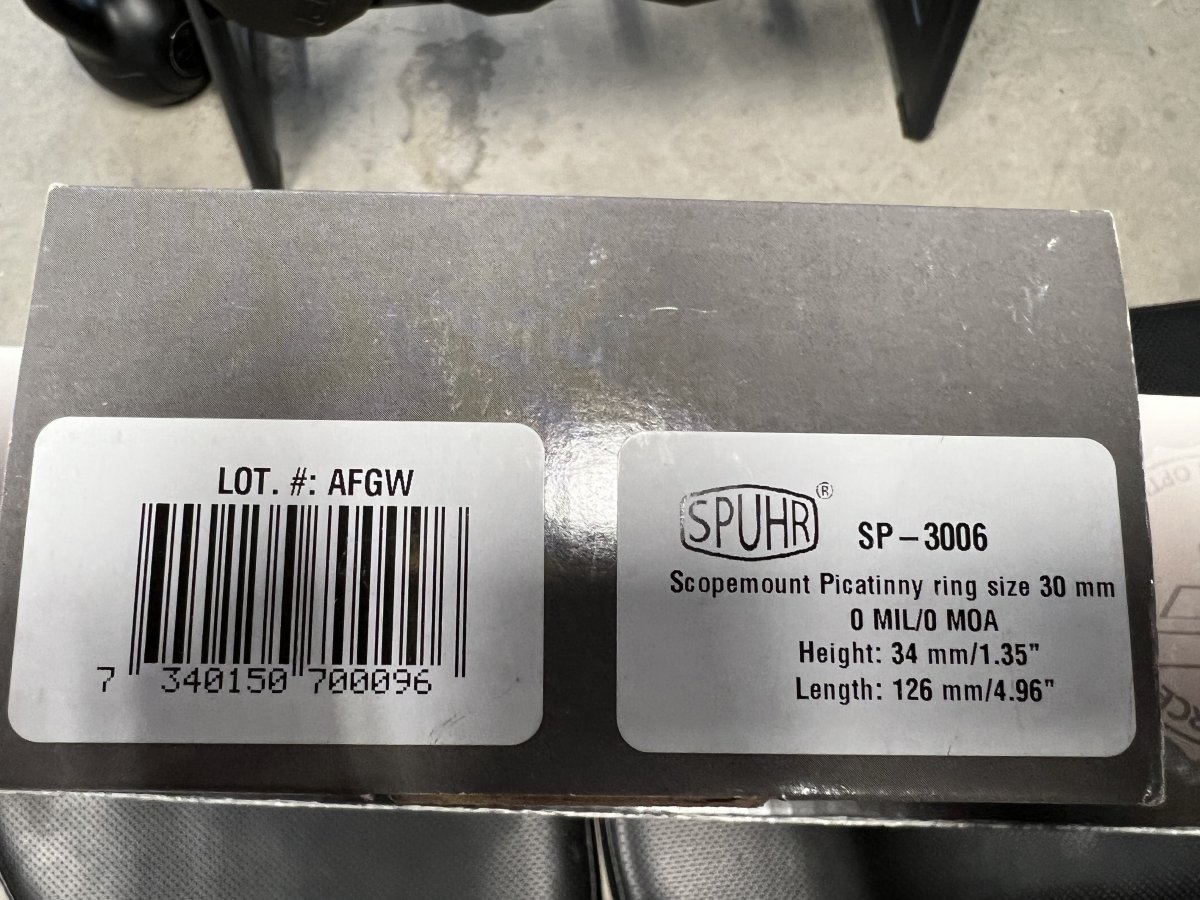 LOT. #: AFGW
7 340150 700096
SPUHR ®
SP-3006
Scopemount Picatinny ring size 30 mm
0 MIL/0 MOA
Height: 34 mm/1.35"
Length: 126 mm/4.96"